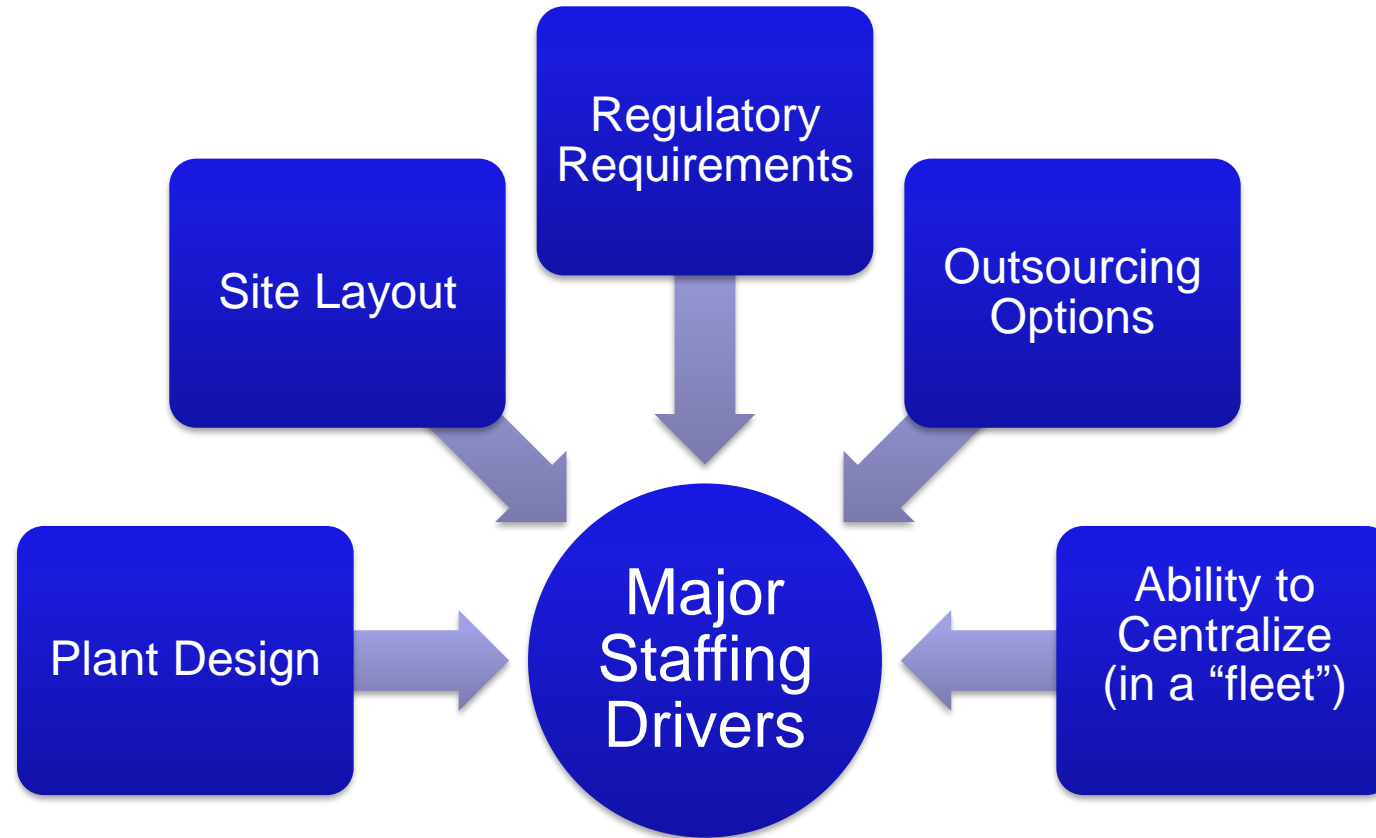 Regulatory
Requirements
Site Layout
Outsourcing
Options
Plant Design
Major
Staffing
Drivers
Ability to
Centralize
(in a “fleet”)